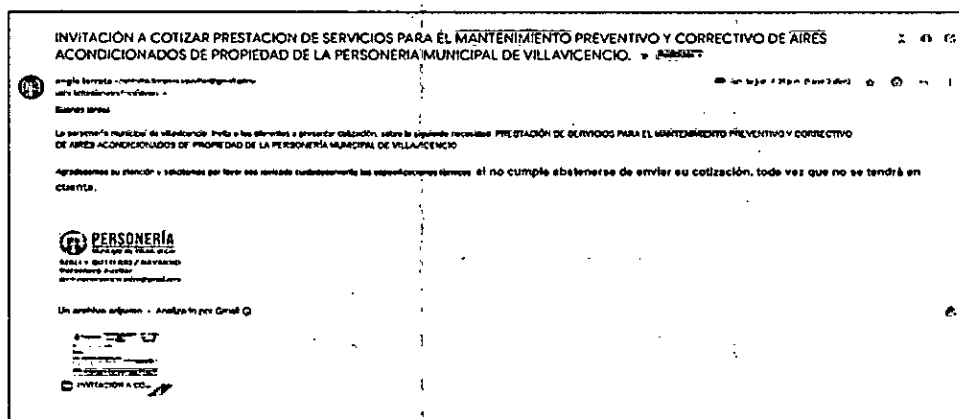 INVITACIÓN A COTIZAR PRESTACION DE SERVICIOS PARA EL MANTENIMIENTO PREVENTIVO Y CORRECTIVO DE AIRES
ACONDICIONADOS DE PROPIEDAD DE LA PERSONERIA MUNICIPAL DE VILLAVICENCIO.
Buenas tardes
La personería municipal de villavicencio invita a los oferentes a presentar cotización, sobre la siguiente necesidad: PRESTACIÓN DE SERVICIOS PARA EL MANTENIMIENTO PREVENTIVO Y CORRECTIVO
DE AIRES ACONDICIONADOS DE PROPIEDAD DE LA PERSONERÍA MUNICIPAL DE VILLAVICENCIO
Agradecemos su atención y solicitamos por favor sea revisado cuidadosamente las especificaciones técnicas si no cumple abstenerse de enviar su cotización, toda vez que no se tendrá en
cuenta.
PERSONERÍA
Un archivo adjunto • Analizado por Gmail
INVITACIÓN A CO...